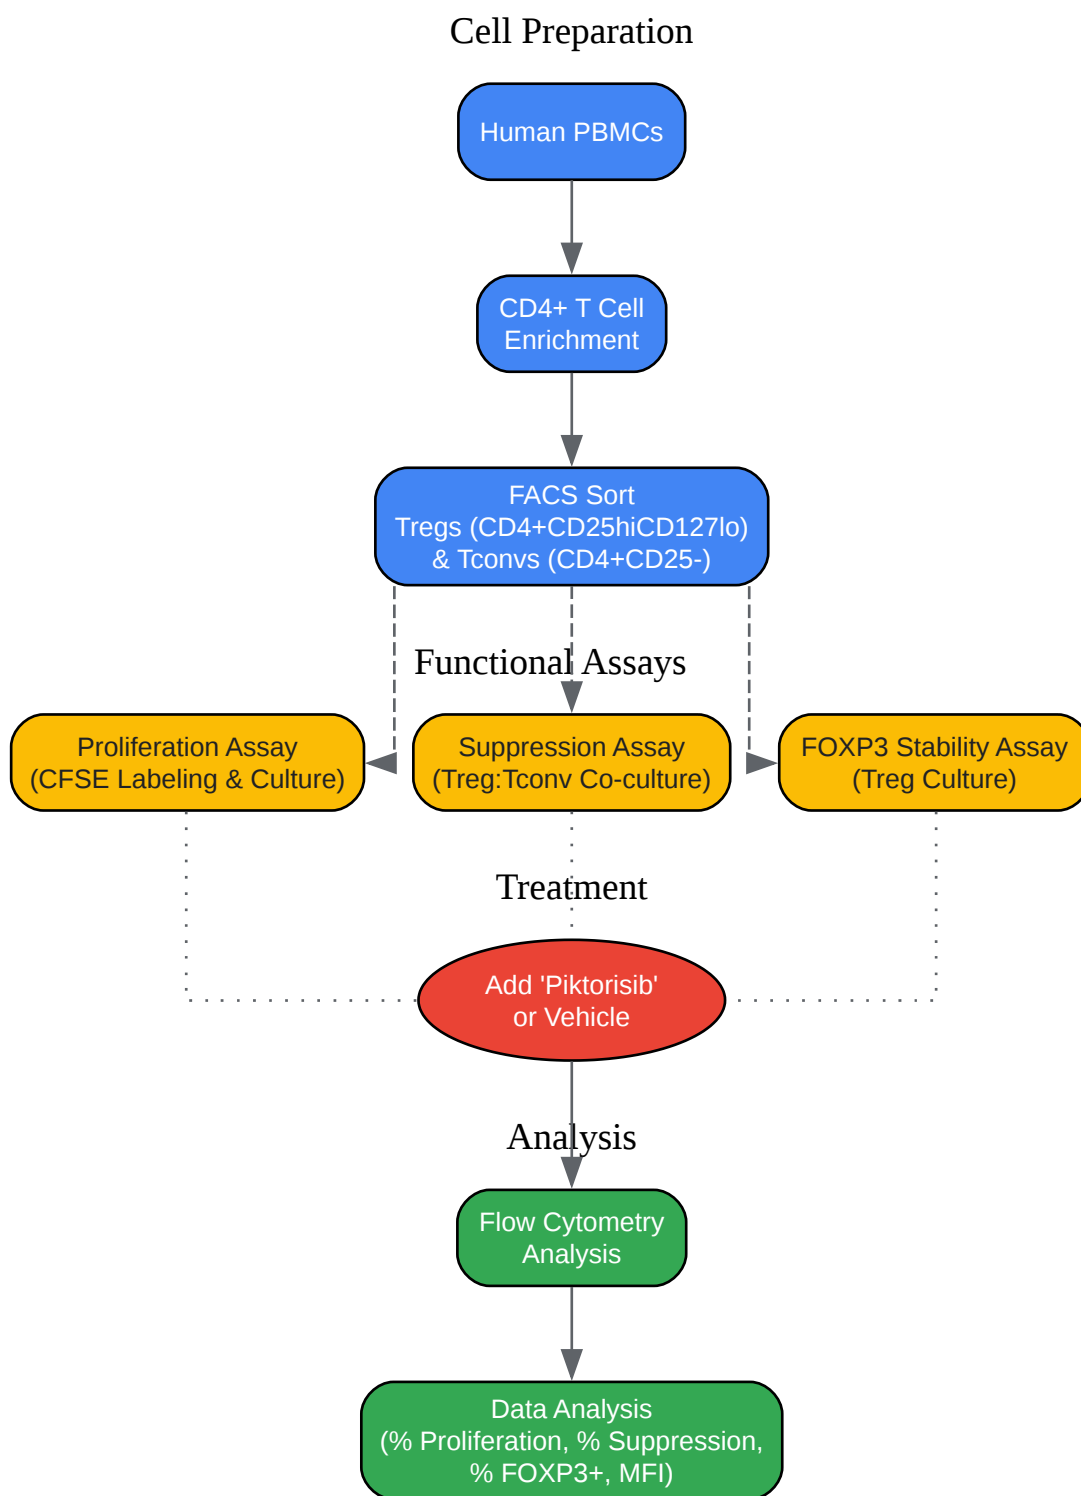 Cell Preparation
Human PBMCs
CD4+ T Cell
Enrichment
FACS Sort
Tregs (CD4+CD25hiCD127lo)
& Tconvs (CD4+CD25-)
Functional Assays
Proliferation Assay
(CFSE Labeling & Culture)
Suppression Assay
(Treg:Tconv Co-culture)
FOXP3 Stability Assay
(Treg Culture)
Treatment
Add 'Piktorisib'
or Vehicle
Analysis
Flow Cytometry
Analysis
Data Analysis
(% Proliferation, % Suppression,
% FOXP3+, MFI)